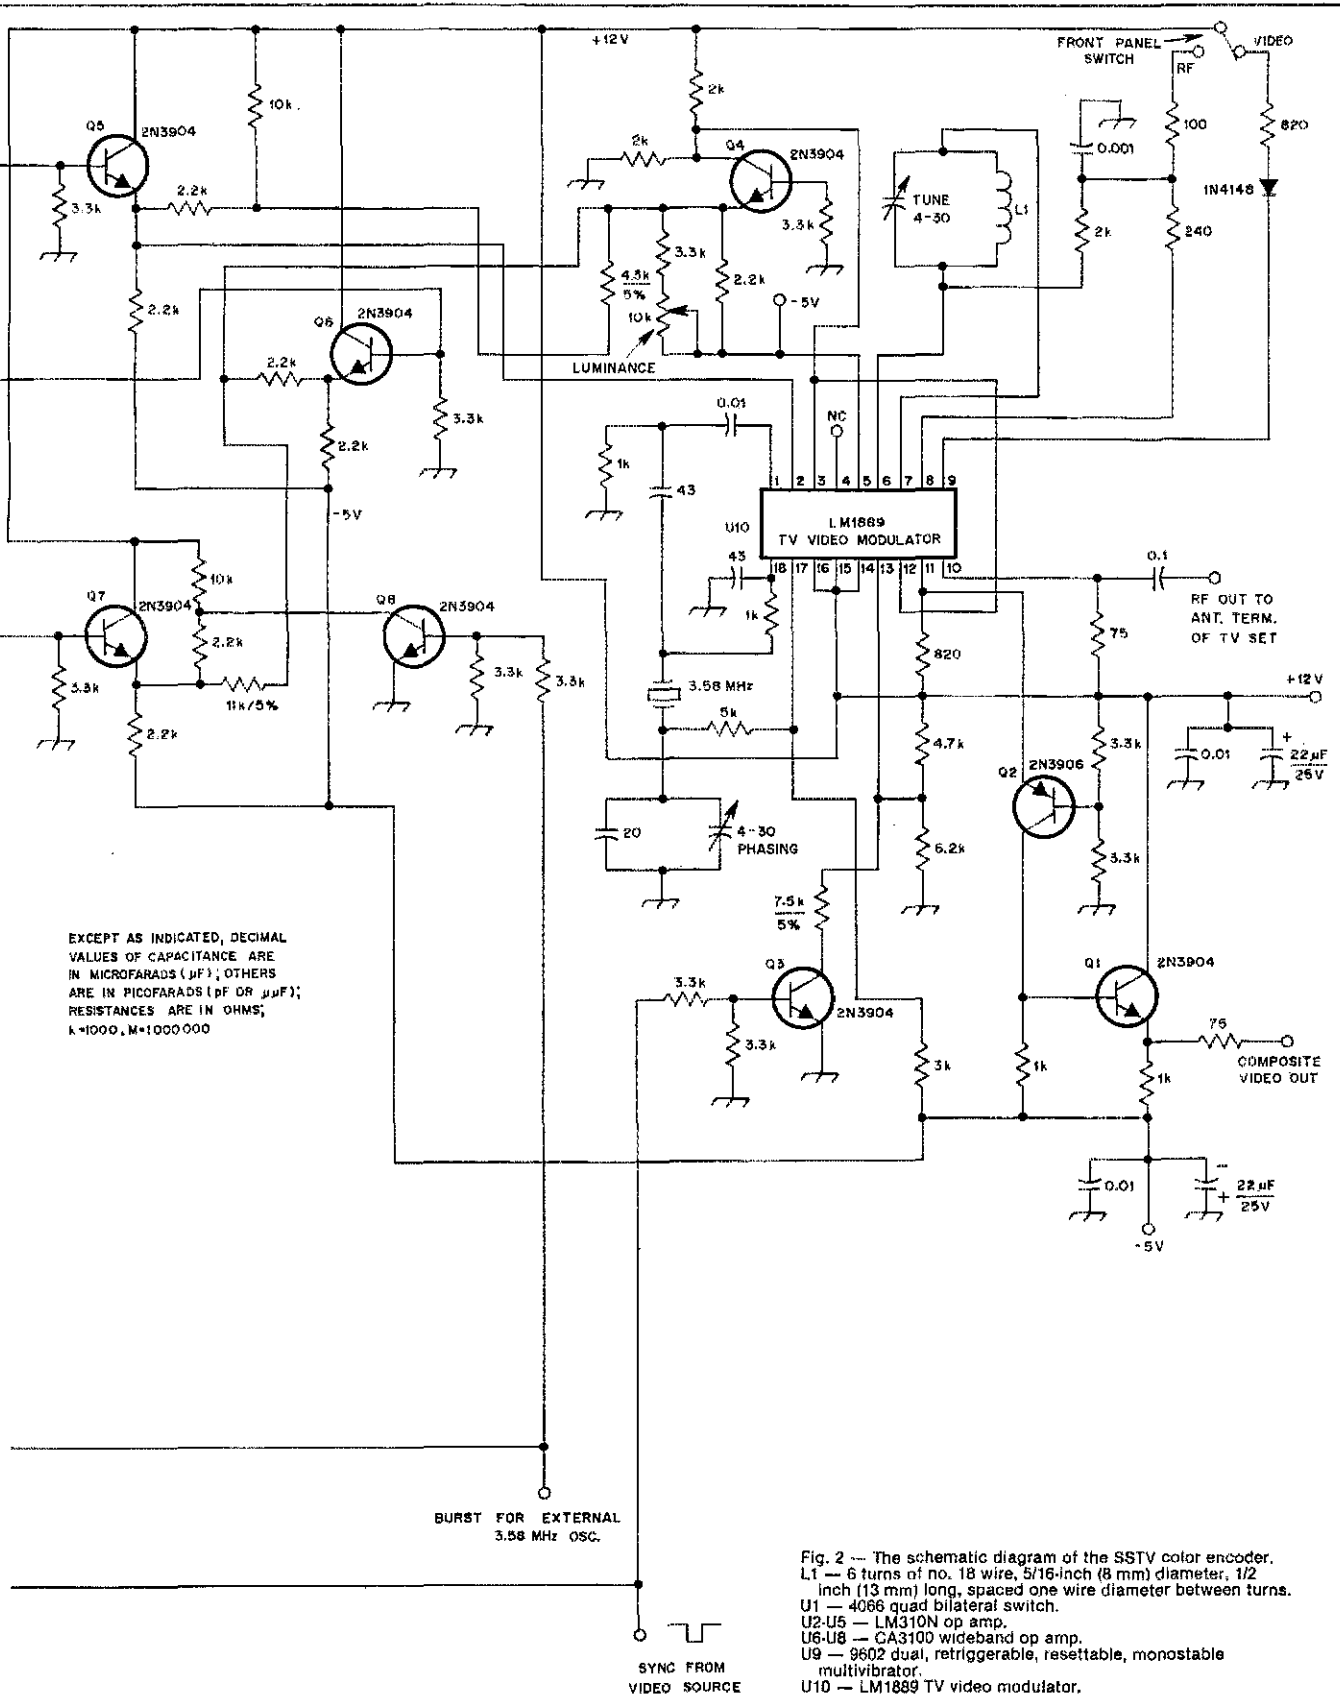 +12V
FRONT PANEL
SWITCH
VIDEO
RF
10k
2k
100
820
Q5
2N3904
2k
Q4
2N3904
0.001
3.3k
2.2k
TUNE
4-30
L1
1N4148
3.3k
2k
240
3.3k
2.2k
5%
2.2k
-5V
Q6
2N3904
10k
LUMINANCE
2.2k
0.01
NC
3.3k
2.2k
1k
43
1 2 3 4 5 6 7 8 9
-5V
U10
LM1889
TV VIDEO MODULATOR
18 17 16 15 14 13 12 11 10
43
0.1
10k
RF OUT TO
ANT. TERM.
OF TV SET
Q7
2N3904
Q8
2N3904
1k
75
2.2k
820
3.3k
3.3k
3.3k
3.58 MHz
11k/5%
+12V
5k
2.2k
4.7k
3.3k
0.01
+
22µF
25V
Q2
2N3906
20
4-30
PHASING
6.2k
3.3k
7.5k
5%
EXCEPT AS INDICATED, DECIMAL
VALUES OF CAPACITANCE ARE
IN MICROFARADS (µF); OTHERS
ARE IN PICOFARADS (pF OR µµF);
RESISTANCES ARE IN OHMS;
k=1000, M=1000000
Q3
3.3k
2N3904
Q1
2N3904
3.3k
3k
1k
75
COMPOSITE
VIDEO OUT
1k
0.01
-
+
22µF
25V
-5V
BURST FOR EXTERNAL
3.58 MHz OSC.
SYNC FROM
VIDEO SOURCE
Fig. 2 — The schematic diagram of the SSTV color encoder.
L1 — 6 turns of no. 18 wire, 5/16-inch (8 mm) diameter, 1/2
inch (13 mm) long, spaced one wire diameter between turns.
U1 — 4066 quad bilateral switch.
U2-U5 — LM310N op amp.
U6-U8 — CA3100 wideband op amp.
U9 — 9602 dual, retriggerable, resettable, monostable
multivibrator.
U10 — LM1889 TV video modulator.